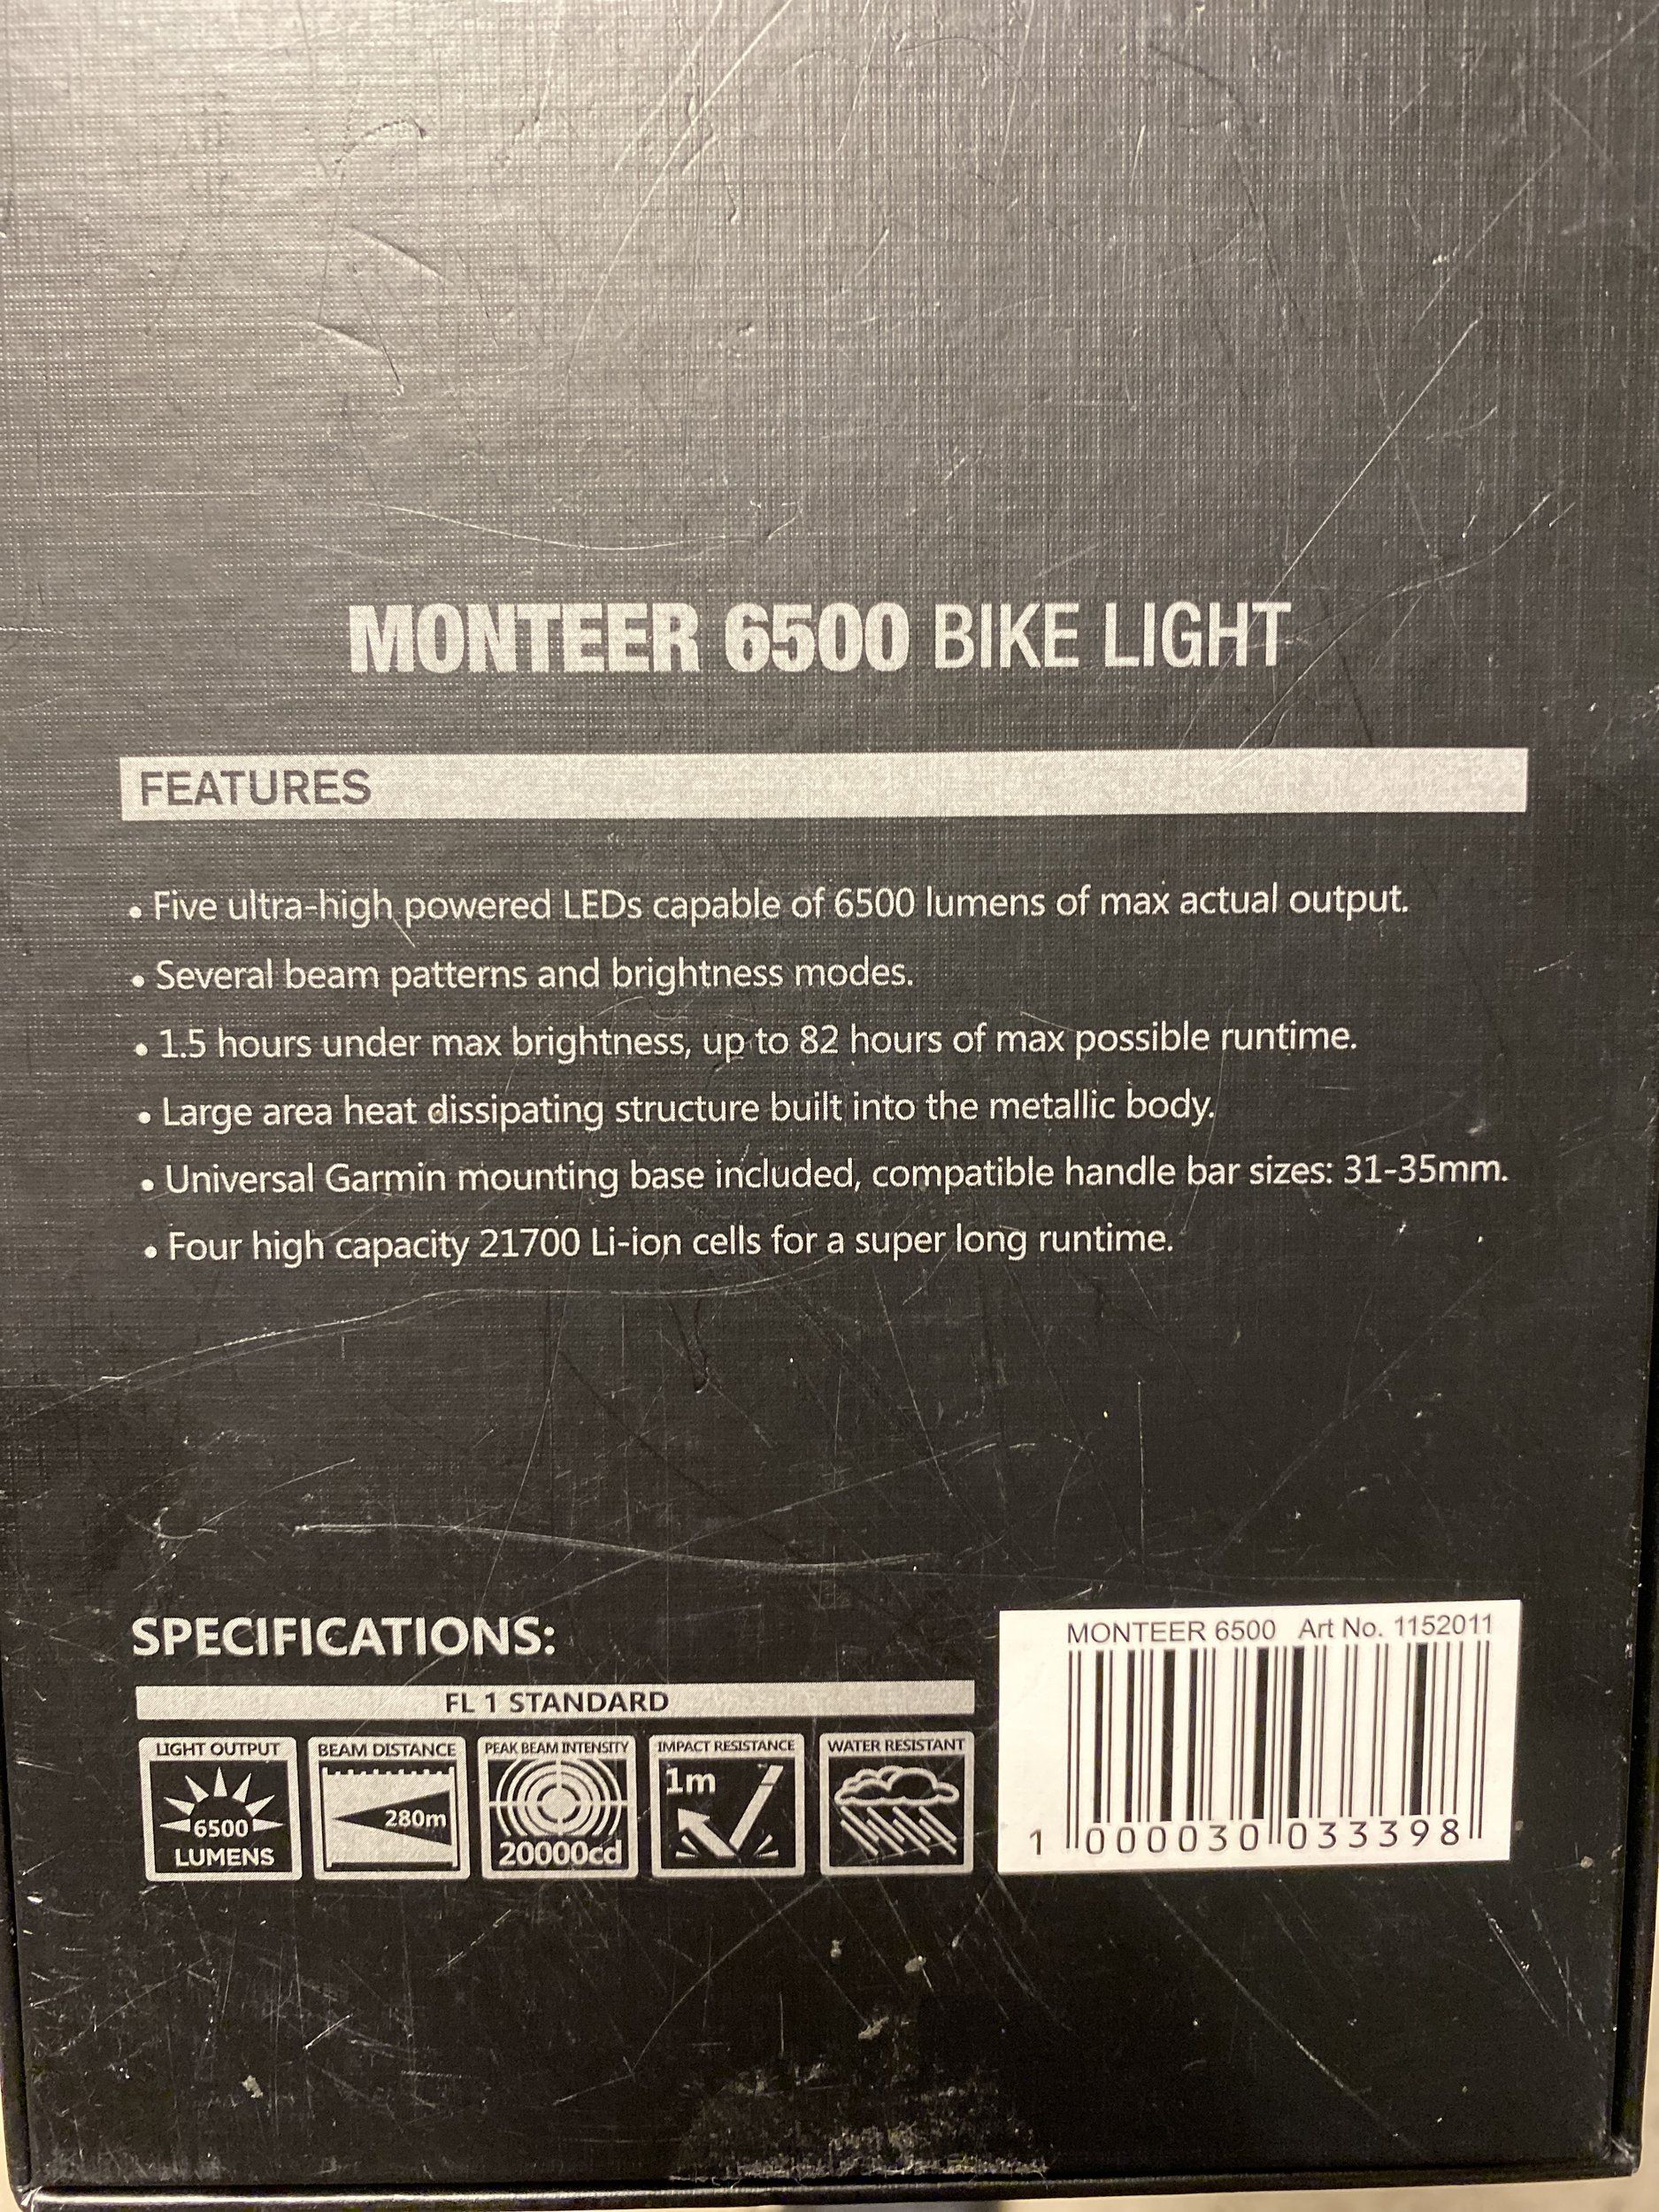 MONTEER 6500 BIKE LIGHT
FEATURES
• Five ultra-high powered LEDs capable of 6500 lumens of max actual output.
• Several beam patterns and brightness modes.
• 1.5 hours under max brightness, up to 82 hours of max possible runtime.
• Large area heat dissipating structure built into the metallic body.
• Universal Garmin mounting base included, compatible handle bar sizes: 31-35mm.
• Four high capacity 21700 Li-ion cells for a super long runtime.
SPECIFICATIONS:
FL 1 STANDARD
LIGHT OUTPUT
6500
LUMENS
BEAM DISTANCE
280m
PEAK BEAM INTENSITY
20000cd
IMPACT RESISTANCE
1m
WATER RESISTANT
MONTEER 6500 Art No. 1152011
1 000030 033398